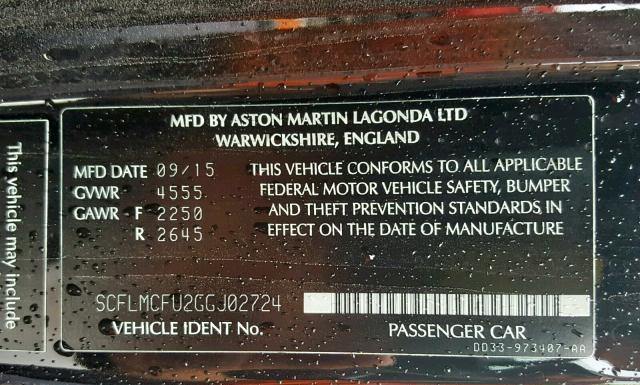 MFD BY ASTON MARTIN LAGONDA LTD
WARWICKSHIRE, ENGLAND
MFD DATE 09/15
GVWR 4555
GAWR F 2250
R 2645
THIS VEHICLE CONFORMS TO ALL APPLICABLE
FEDERAL MOTOR VEHICLE SAFETY, BUMPER
AND THEFT PREVENTION STANDARDS IN
EFFECT ON THE DATE OF MANUFACTURE
SCFLMCFU2GGJ02724
VEHICLE IDENT No.
PASSENGER CAR
DD33-973407-AA
This vehicle may include